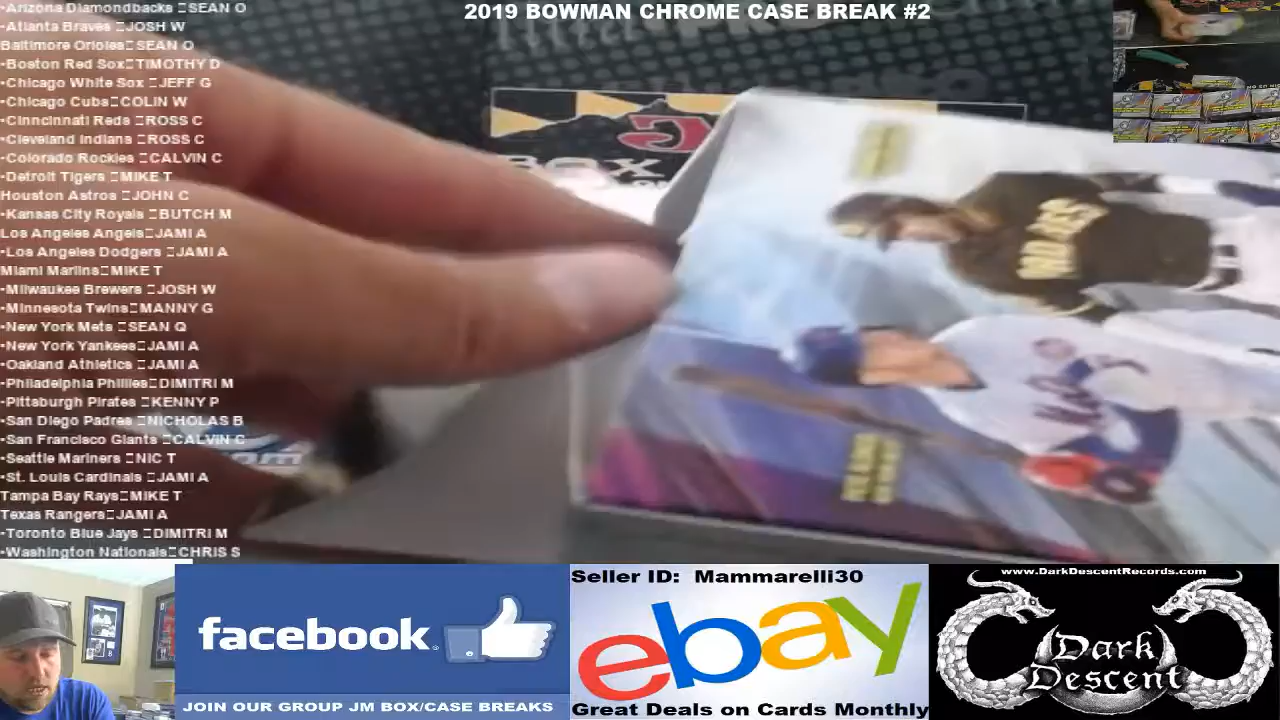 2019 BOWMAN CHROME CASE BREAK #2
•Arizona Diamondbacks SEAN O
•Atlanta Braves JOSH W
Baltimore Orioles SEAN O
•Boston Red Sox TIMOTHY D
•Chicago White Sox JEFF G
•Chicago Cubs COLIN W
•Cinncinnati Reds ROSS C
•Cleveland Indians ROSS C
•Colorado Rockies CALVIN C
•Detroit Tigers MIKE T
Houston Astros JOHN C
•Kansas City Royals BUTCH M
Los Angeles Angels JAMI A
•Los Angeles Dodgers JAMI A
Miami Marlins MIKE T
•Milwaukee Brewers JOSH W
•Minnesota Twins MANNY G
•New York Mets SEAN Q
•New York Yankees JAMI A
•Oakland Athletics JAMI A
•Philadelphia Phillies DIMITRI M
•Pittsburgh Pirates KENNY P
•San Diego Padres NICHOLAS B
•San Francisco Giants CALVIN C
•Seattle Mariners NIC T
•St. Louis Cardinals JAMI A
Tampa Bay Rays MIKE T
Texas Rangers JAMI A
•Toronto Blue Jays DIMITRI M
•Washington Nationals CHRIS S
BOX
facebook
JOIN OUR GROUP JM BOX/CASE BREAKS
Seller ID: Mammarelli30
ebay
Great Deals on Cards Monthly
www.DarkDescentRecords.com
Dark
Descent